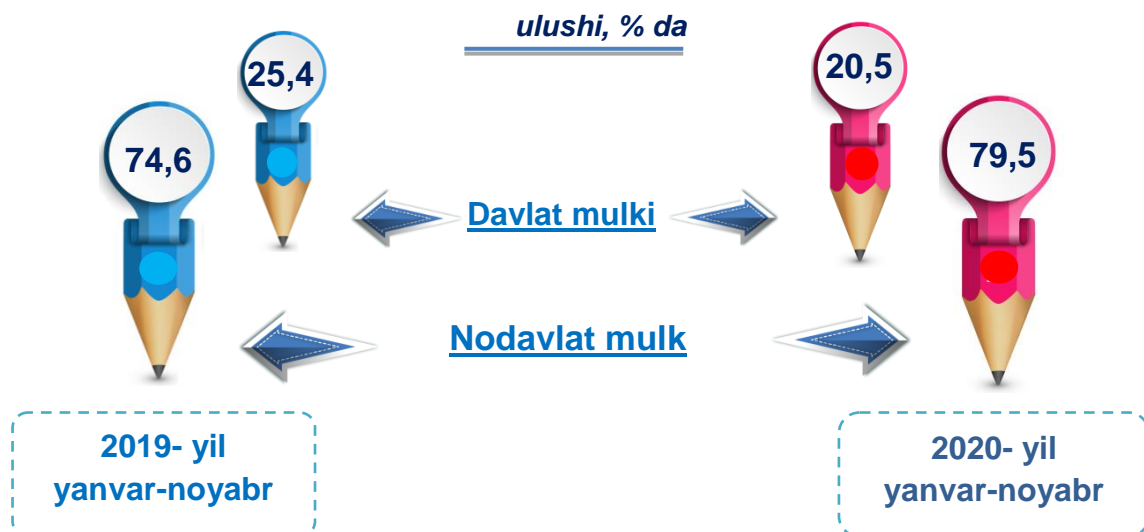 ulushi, % da
25,4
20,5
74,6
79,5
Davlat mulki
Nodavlat mulk
2019- yil
yanvar-noyabr
2020- yil
yanvar-noyabr